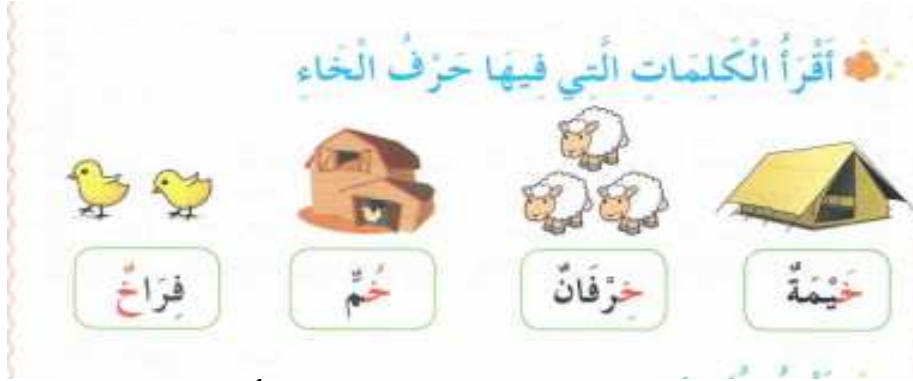 أَقْرَأُ الْكَلِمَاتِ الَّتِي فِيهَا حَرْفُ الْخَاءِ
خَيْمَةٌ خِرْفَانٌ خُمٌّ فِرَاخٌ